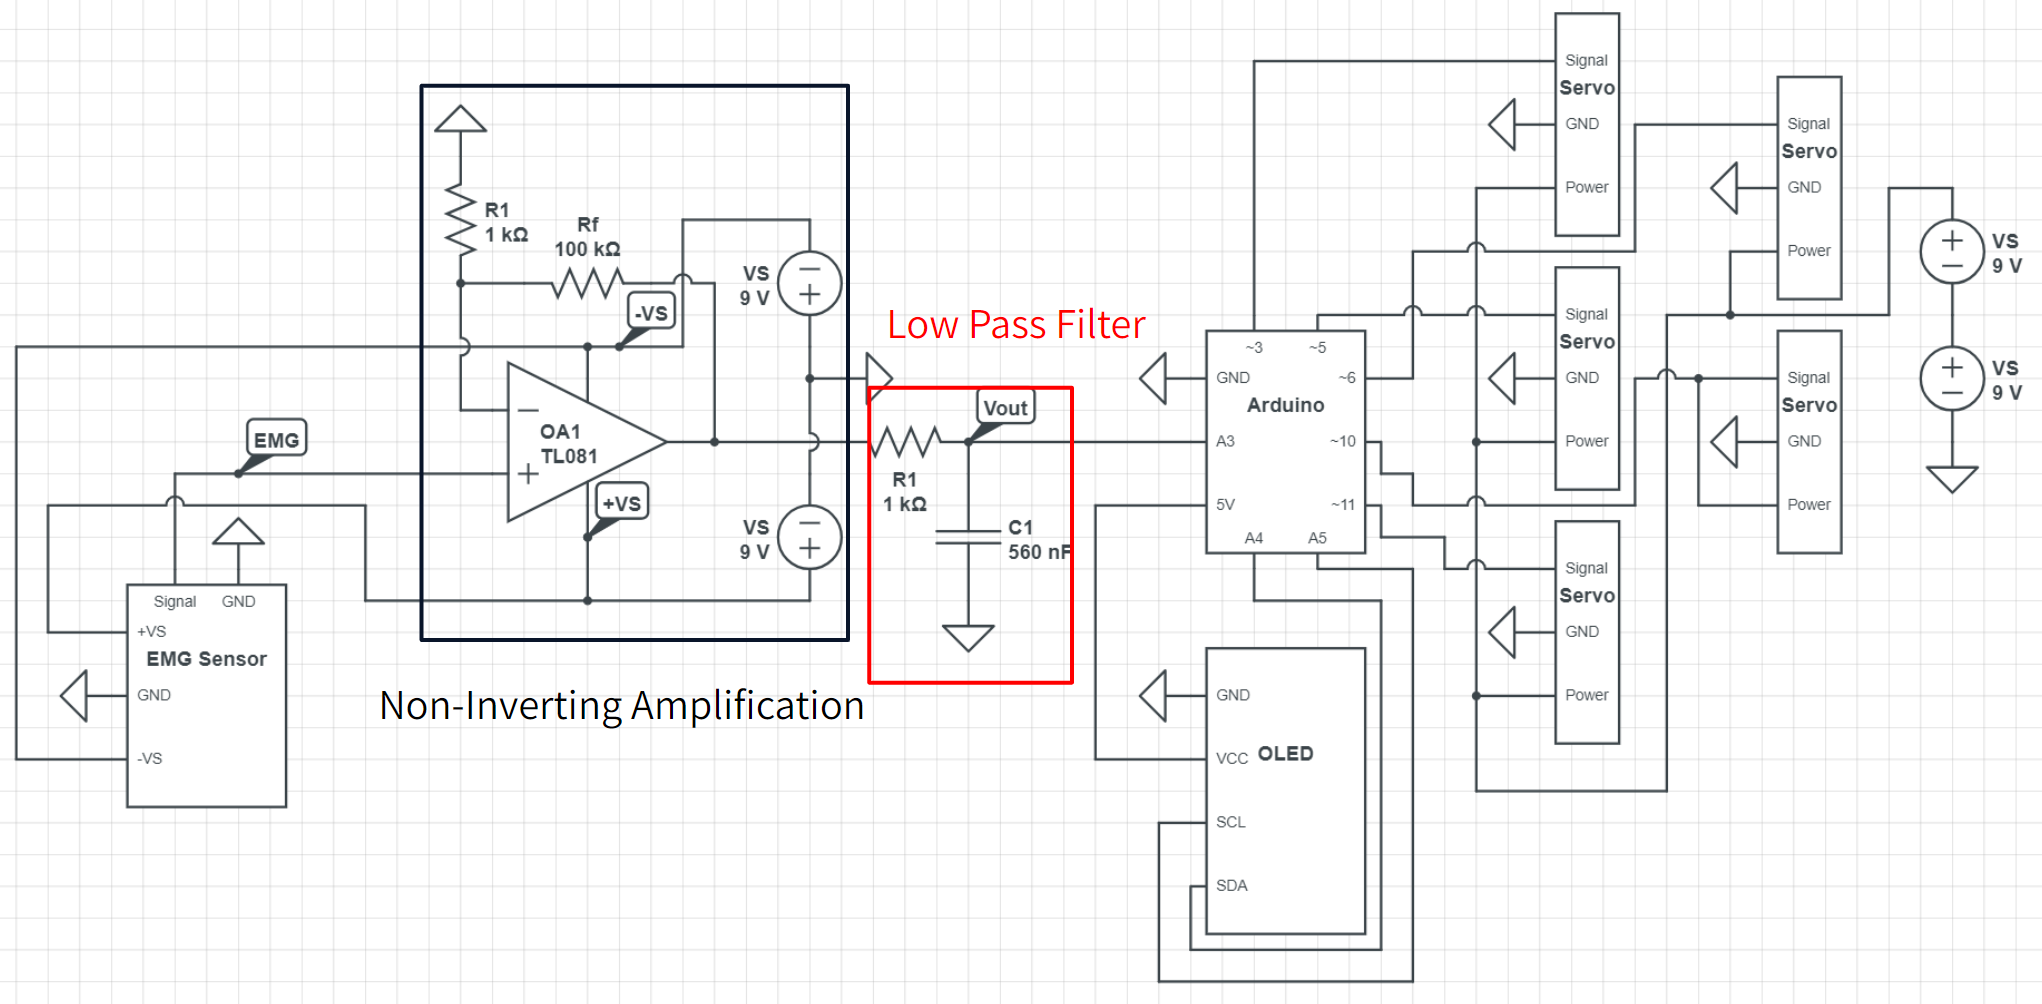 R1
1 kΩ
Rf
100 kΩ
-VS
VS
9 V
OA1
TL081
+VS
VS
9 V
Non-Inverting Amplification
EMG
Signal
GND
+VS
EMG Sensor
GND
-VS
Low Pass Filter
Vout
R1
1 kΩ
C1
560 nF
~3
~5
GND
~6
Arduino
A3
~10
5V
~11
A4
A5
GND
VCC
OLED
SCL
SDA
Signal
Servo
GND
Power
Signal
Servo
GND
Power
Signal
Servo
GND
Power
Signal
Servo
GND
Power
Signal
Servo
GND
Power
VS
9 V
VS
9 V